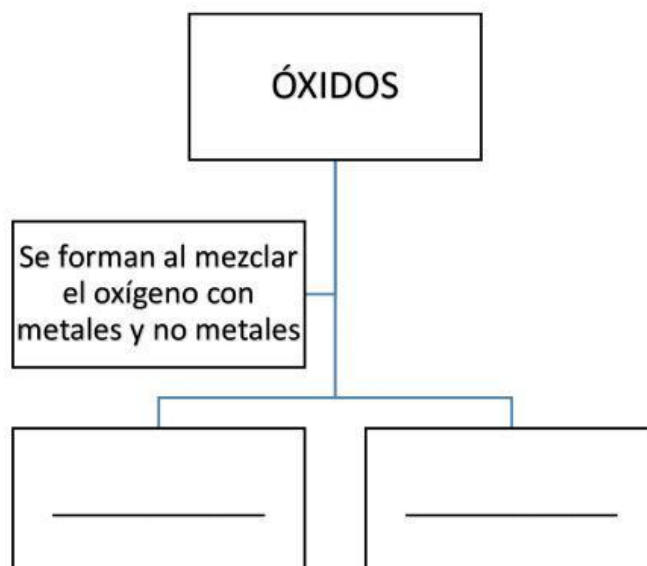 ÓXIDOS
Se forman al mezclar
el oxígeno con
metales y no metales